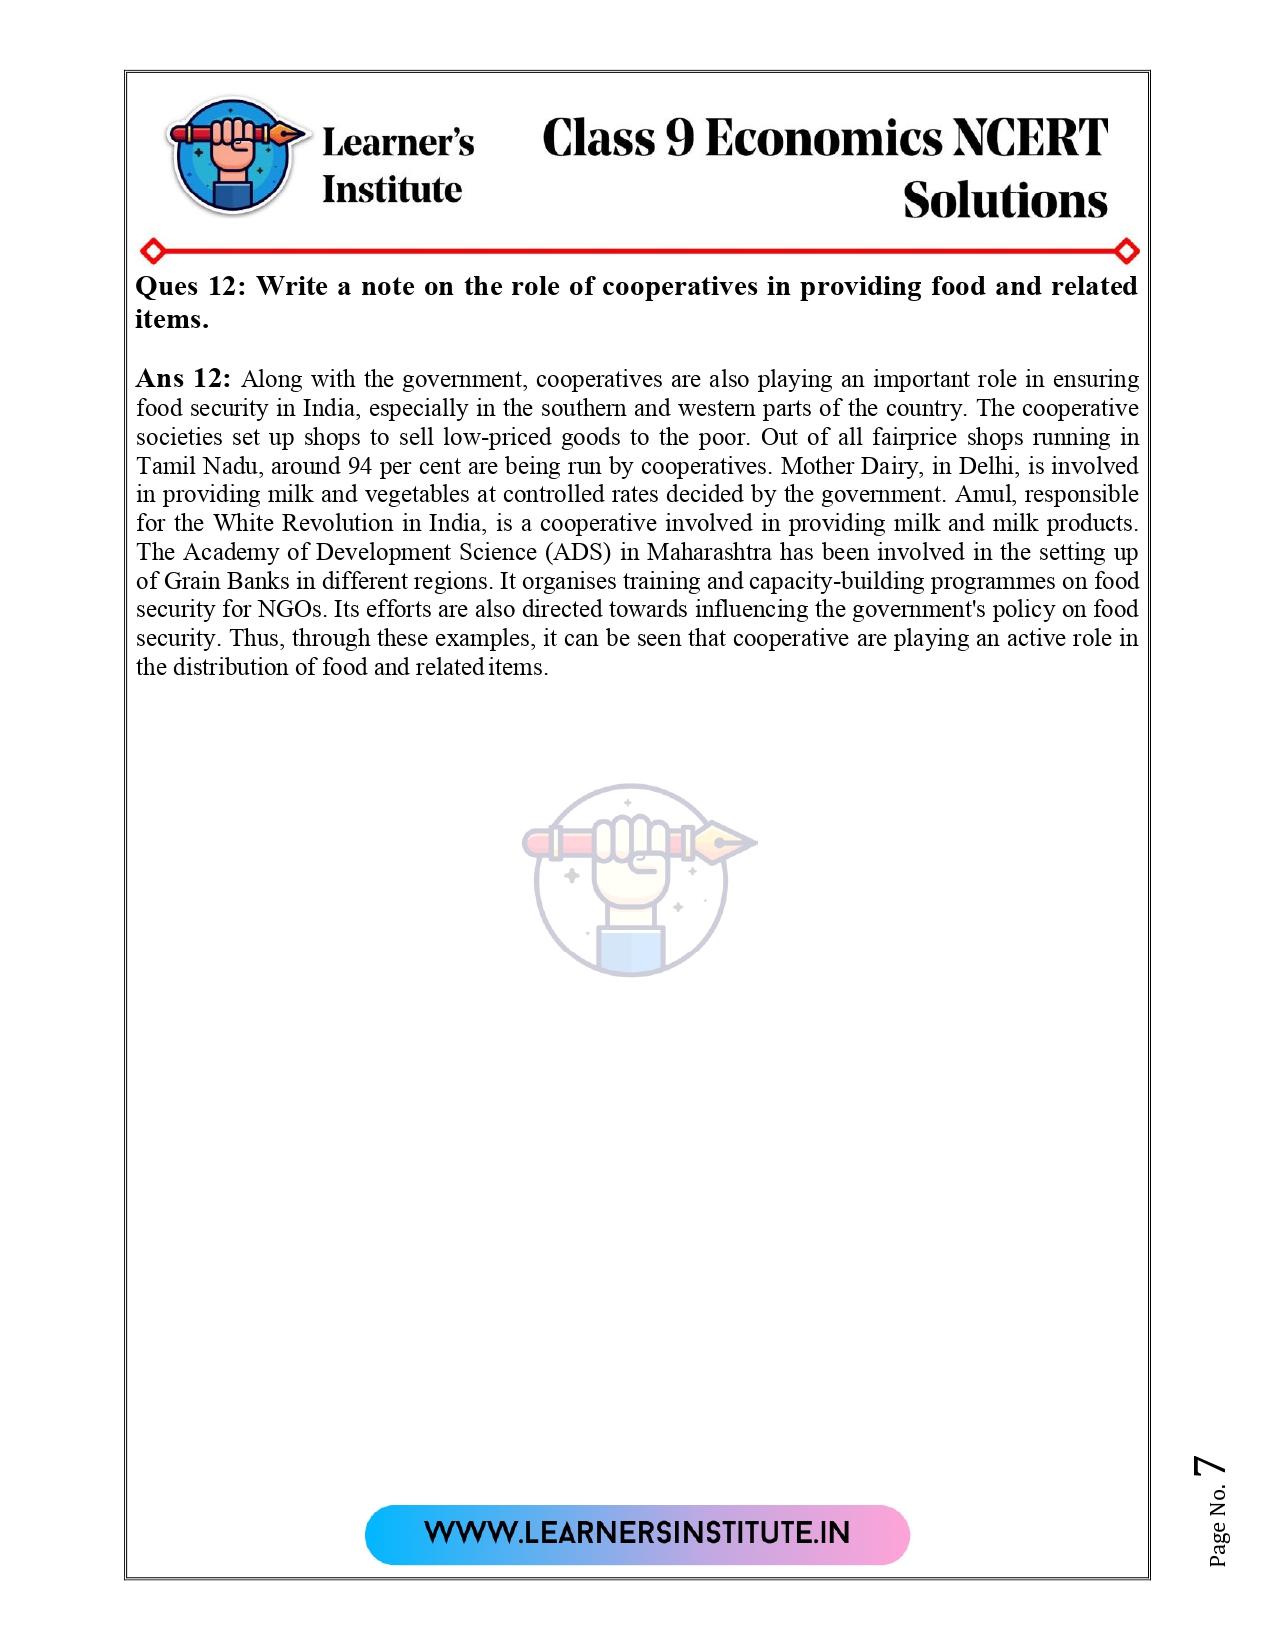 Learner's
Institute
Class 9 Economics NCERT
Solutions
Ques 12: Write a note on the role of cooperatives in providing food and related
items.
Ans 12: Along with the government, cooperatives are also playing an important role in ensuring
food security in India, especially in the southern and western parts of the country. The cooperative
societies set up shops to sell low-priced goods to the poor. Out of all fairprice shops running in
Tamil Nadu, around 94 per cent are being run by cooperatives. Mother Dairy, in Delhi, is involved
in providing milk and vegetables at controlled rates decided by the government. Amul, responsible
for the White Revolution in India, is a cooperative involved in providing milk and milk products.
The Academy of Development Science (ADS) in Maharashtra has been involved in the setting up
of Grain Banks in different regions. It organises training and capacity-building programmes on food
security for NGOs. Its efforts are also directed towards influencing the government's policy on food
security. Thus, through these examples, it can be seen that cooperative are playing an active role in
the distribution of food and related items.
WWW.LEARNERSINSTITUTE.IN
Page No. 7